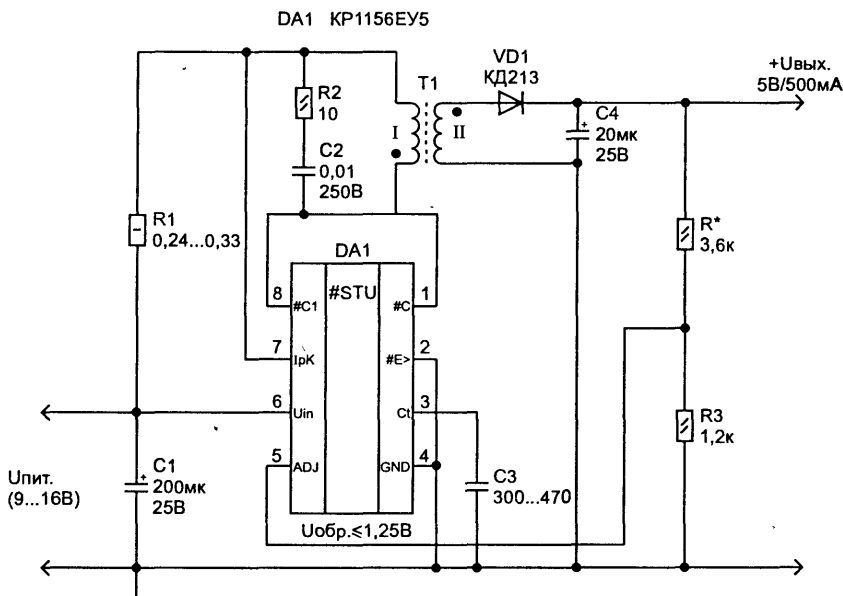 DA1 КР1156ЕУ5
VD1
КД213
+Uвых.
5В/500мА
T1
R2
10
I
II
C4
+
20мк
25В
C2
0,01
250В
R1
0,24...0,33
R*
3,6к
DA1
8
#C1
#STU
#C
1
7
IpK
#E>
2
6
Uin
Ct
3
5
ADJ
GND
4
Uпит.
(9...16В)
C1
+
200мк
25В
C3
300...470
R3
1,2к
Uобр.⩽1,25В